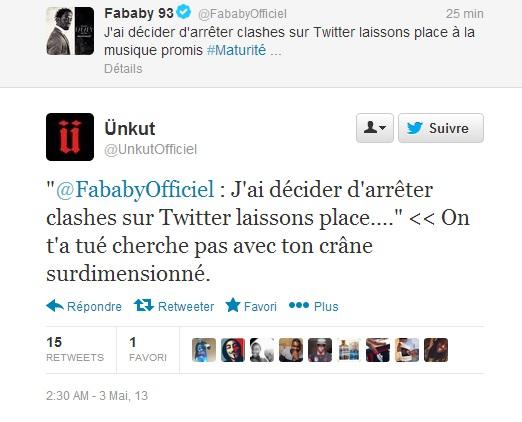 Fababy 93 @FababyOfficiel 25 min
J'ai décider d'arrêter clashes sur Twitter laissons place à la
musique promis #Maturité ...
Détails
ü
Ünkut
@UnkutOfficiel
Suivre
"@FababyOfficiel : J'ai décider d'arrêter
clashes sur Twitter laissons place...." << On
t'a tué cherche pas avec ton crâne
surdimensionné.
Répondre Retweeter Favori Plus
15 1
RETWEETS FAVORI
2:30 AM - 3 Mai, 13